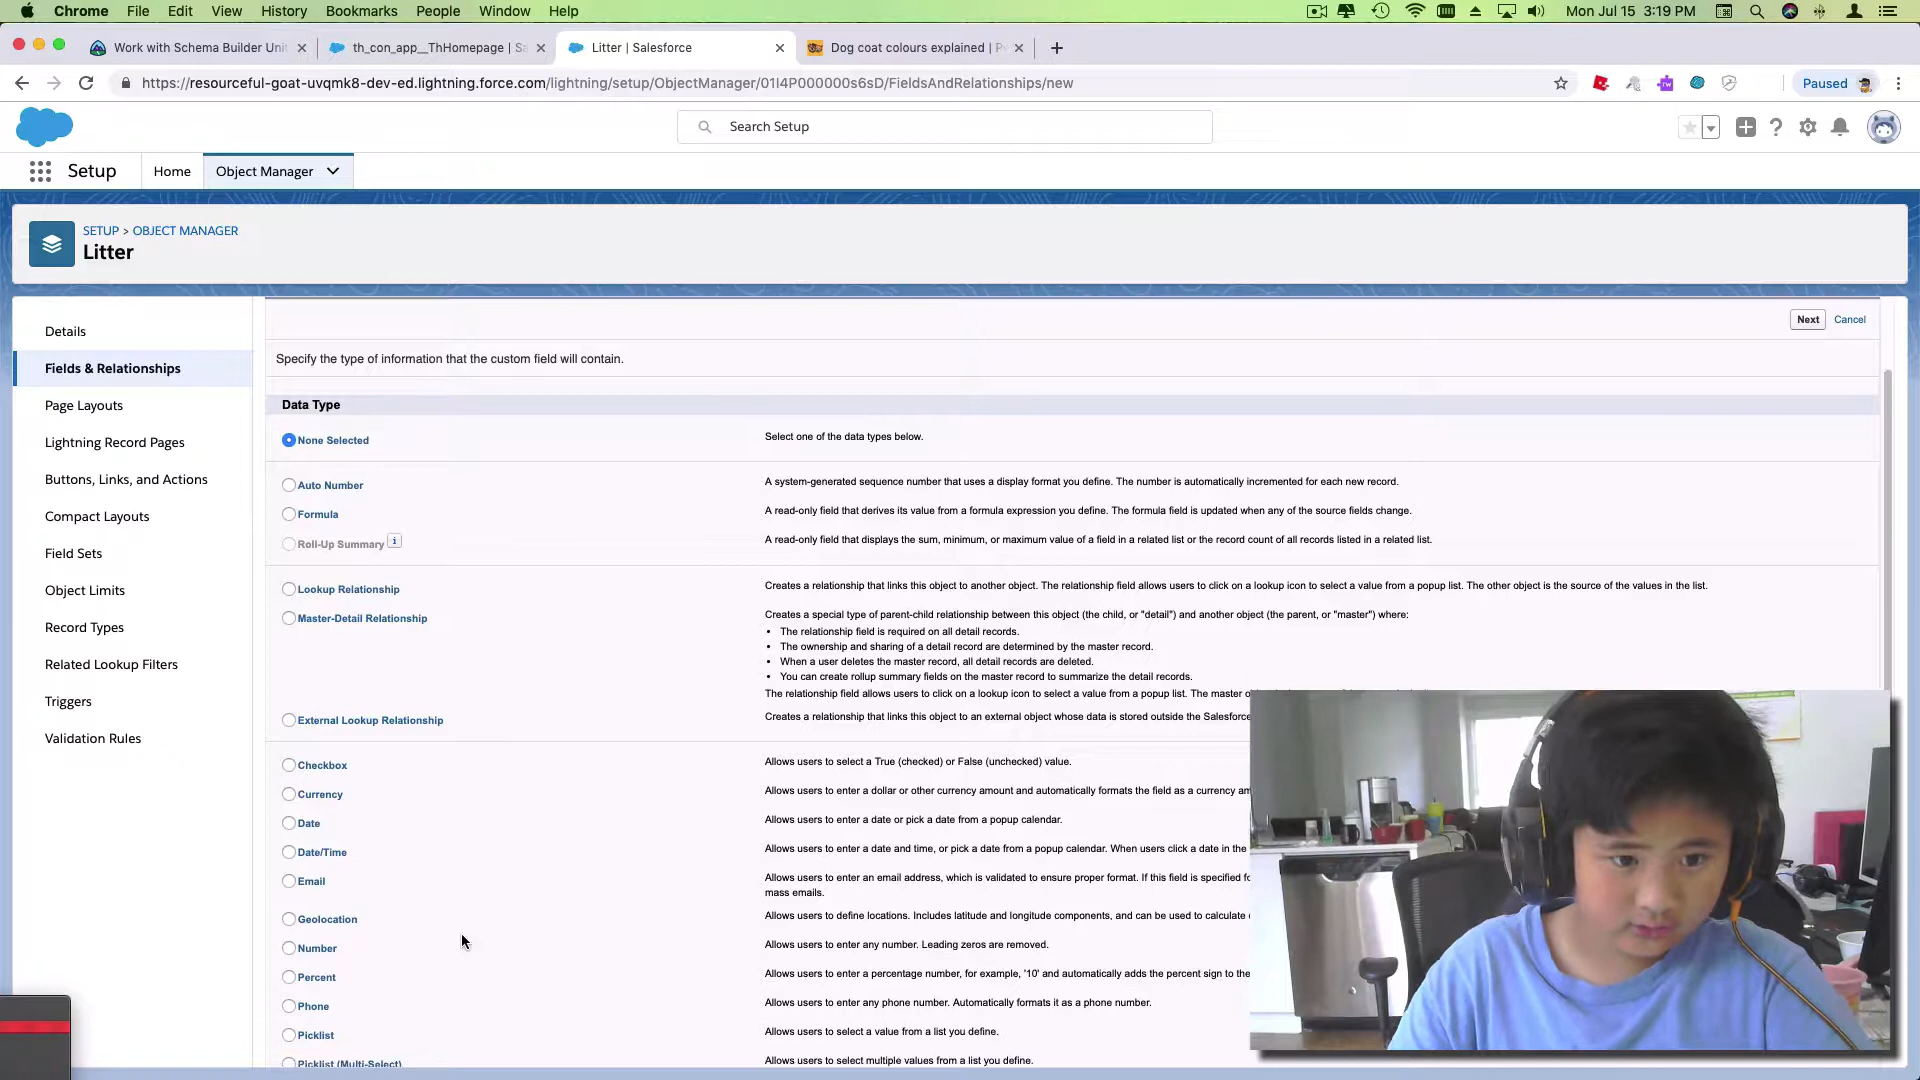 Chrome File Edit View History Bookmarks People Window Help Mon Jul 15 3:19 PM
Work with Schema Builder Unit
th_con_app__ThHomepage | Sa
Litter | Salesforce
Dog coat colours explained | P
https://resourceful-goat-uvqmk8-dev-ed.lightning.force.com/lightning/setup/ObjectManager/01I4P000000s6sD/FieldsAndRelationships/new
Paused
Search Setup
Setup Home Object Manager
SETUP > OBJECT MANAGER
Litter
Details
Fields & Relationships
Page Layouts
Lightning Record Pages
Buttons, Links, and Actions
Compact Layouts
Field Sets
Object Limits
Record Types
Related Lookup Filters
Triggers
Validation Rules
Next Cancel
Specify the type of information that the custom field will contain.
Data Type
None Selected Select one of the data types below.
Auto Number A system-generated sequence number that uses a display format you define. The number is automatically incremented for each new record.
Formula A read-only field that derives its value from a formula expression you define. The formula field is updated when any of the source fields change.
Roll-Up Summary i A read-only field that displays the sum, minimum, or maximum value of a field in a related list or the record count of all records listed in a related list.
Lookup Relationship Creates a relationship that links this object to another object. The relationship field allows users to click on a lookup icon to select a value from a popup list. The other object is the source of the values in the list.
Master-Detail Relationship Creates a special type of parent-child relationship between this object (the child, or "detail") and another object (the parent, or "master") where:
• The relationship field is required on all detail records.
• The ownership and sharing of a detail record are determined by the master record.
• When a user deletes the master record, all detail records are deleted.
• You can create rollup summary fields on the master record to summarize the detail records.
The relationship field allows users to click on a lookup icon to select a value from a popup list. The master
External Lookup Relationship Creates a relationship that links this object to an external object whose data is stored outside the Salesforce
Checkbox Allows users to select a True (checked) or False (unchecked) value.
Currency Allows users to enter a dollar or other currency amount and automatically formats the field as a currency am
Date Allows users to enter a date or pick a date from a popup calendar.
Date/Time Allows users to enter a date and time, or pick a date from a popup calendar. When users click a date in the
Email Allows users to enter an email address, which is validated to ensure proper format. If this field is specified fo
mass emails.
Geolocation Allows users to define locations. Includes latitude and longitude components, and can be used to calculate
Number Allows users to enter any number. Leading zeros are removed.
Percent Allows users to enter a percentage number, for example, '10' and automatically adds the percent sign to the
Phone Allows users to enter any phone number. Automatically formats it as a phone number.
Picklist Allows users to select a value from a list you define.
Picklist (Multi-Select) Allows users to select multiple values from a list you define.